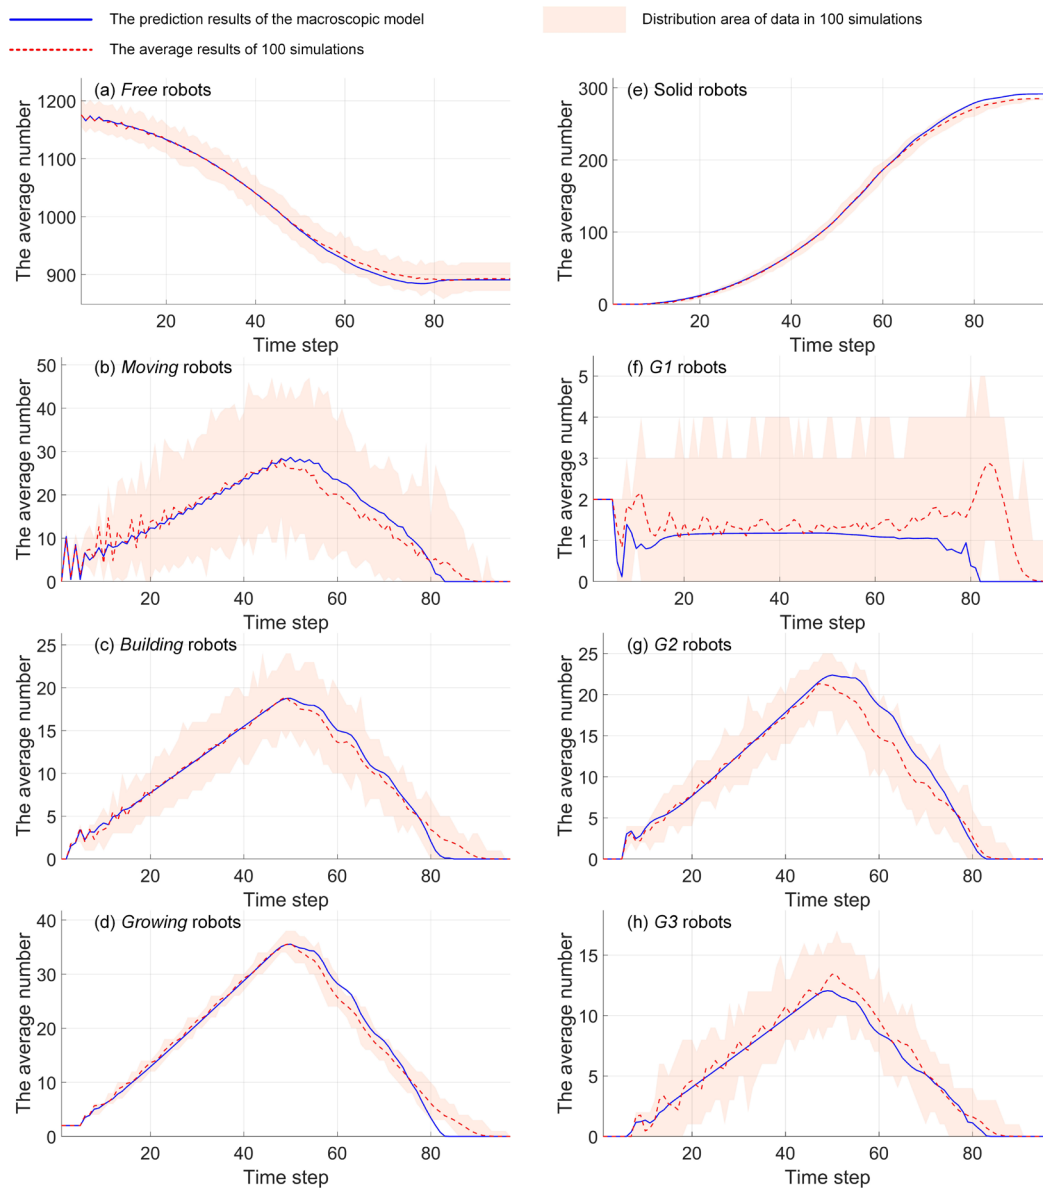 The prediction results of the macroscopic model
Distribution area of data in 100 simulations
The average results of 100 simulations
(a) Free robots
The average number
1200
1100
1000
900
20 40 60 80
Time step
(e) Solid robots
The average number
300
200
100
0
20 40 60 80
Time step
(b) Moving robots
The average number
50
40
30
20
10
0
20 40 60 80
Time step
(f) G1 robots
The average number
5
4
3
2
1
0
20 40 60 80
Time step
(c) Building robots
The average number
25
20
15
10
5
0
20 40 60 80
Time step
(g) G2 robots
The average number
25
20
15
10
5
0
20 40 60 80
Time step
(d) Growing robots
The average number
40
30
20
10
0
20 40 60 80
Time step
(h) G3 robots
The average number
15
10
5
0
20 40 60 80
Time step